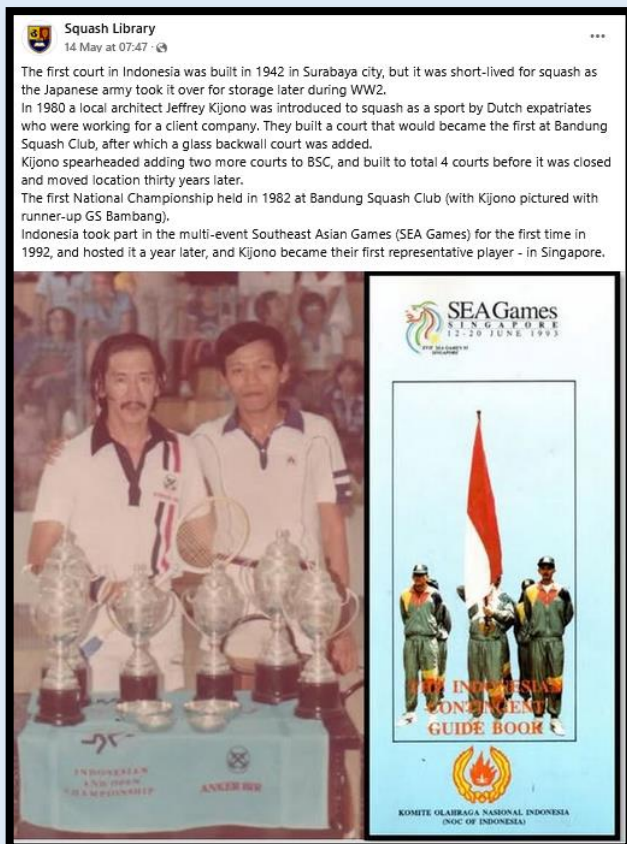 Squash Library
14 May at 07:47 ·
The first court in Indonesia was built in 1942 in Surabaya city, but it was short-lived for squash as
the Japanese army took it over for storage later during WW2.
In 1980 a local architect Jeffrey Kijono was introduced to squash as a sport by Dutch expatriates
who were working for a client company. They built a court that would became the first at Bandung
Squash Club, after which a glass backwall court was added.
Kijono spearheaded adding two more courts to BSC, and built to total 4 courts before it was closed
and moved location thirty years later.
The first National Championship held in 1982 at Bandung Squash Club (with Kijono pictured with
runner-up GS Bambang).
Indonesia took part in the multi-event Southeast Asian Games (SEA Games) for the first time in
1992, and hosted it a year later, and Kijono became their first representative player - in Singapore.
INDONESIAN
OPEN
CHAMPIONSHIP
ANKER BIR
SEA Games
SINGAPORE
12-20 JUNE 1993
XVII SEA GAMES
SINGAPORE
THE INDONESIAN
CONTINGENT
GUIDE BOOK
KOMITE OLAHRAGA NASIONAL INDONESIA
(NOC OF INDONESIA)